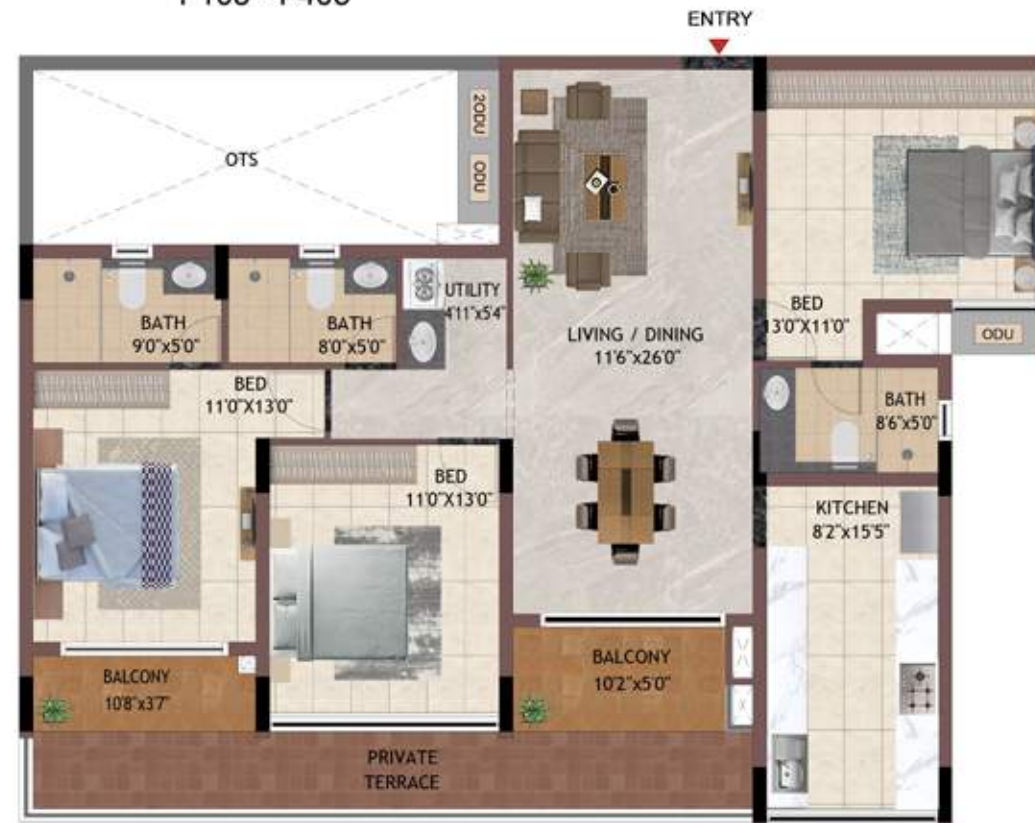 ENTRY
2ODU
ODU
OTS
UTILITY
4'11"x5'4"
BATH
9'0"x5'0"
BATH
8'0"x5'0"
LIVING / DINING
11'6"x26'0"
BED
13'0"X11'0"
ODU
BED
11'0"X13'0"
BATH
8'6"x5'0"
BED
11'0"X13'0"
KITCHEN
8'2"x15'5"
BALCONY
10'8"x3'7"
BALCONY
10'2"x5'0"
PRIVATE
TERRACE